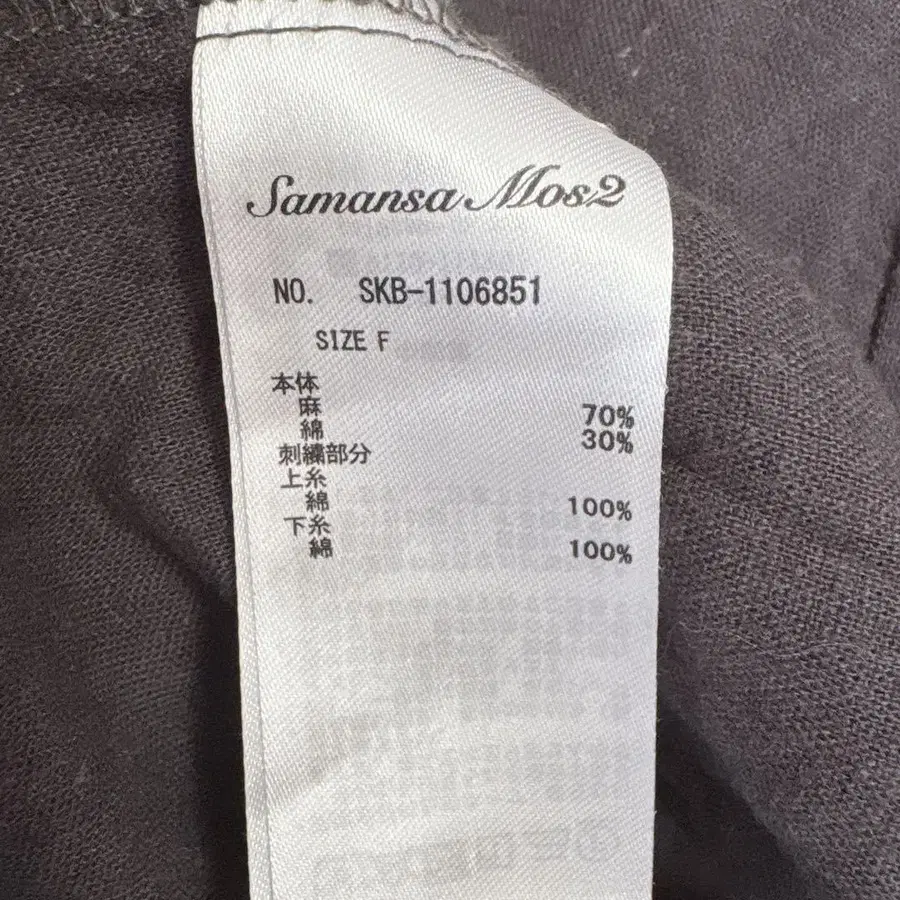 Samansa Mos2
NO. SKB-1106851
SIZE F
本体
麻 70%
綿 30%
刺繍部分
上糸
綿 100%
下糸
綿 100%